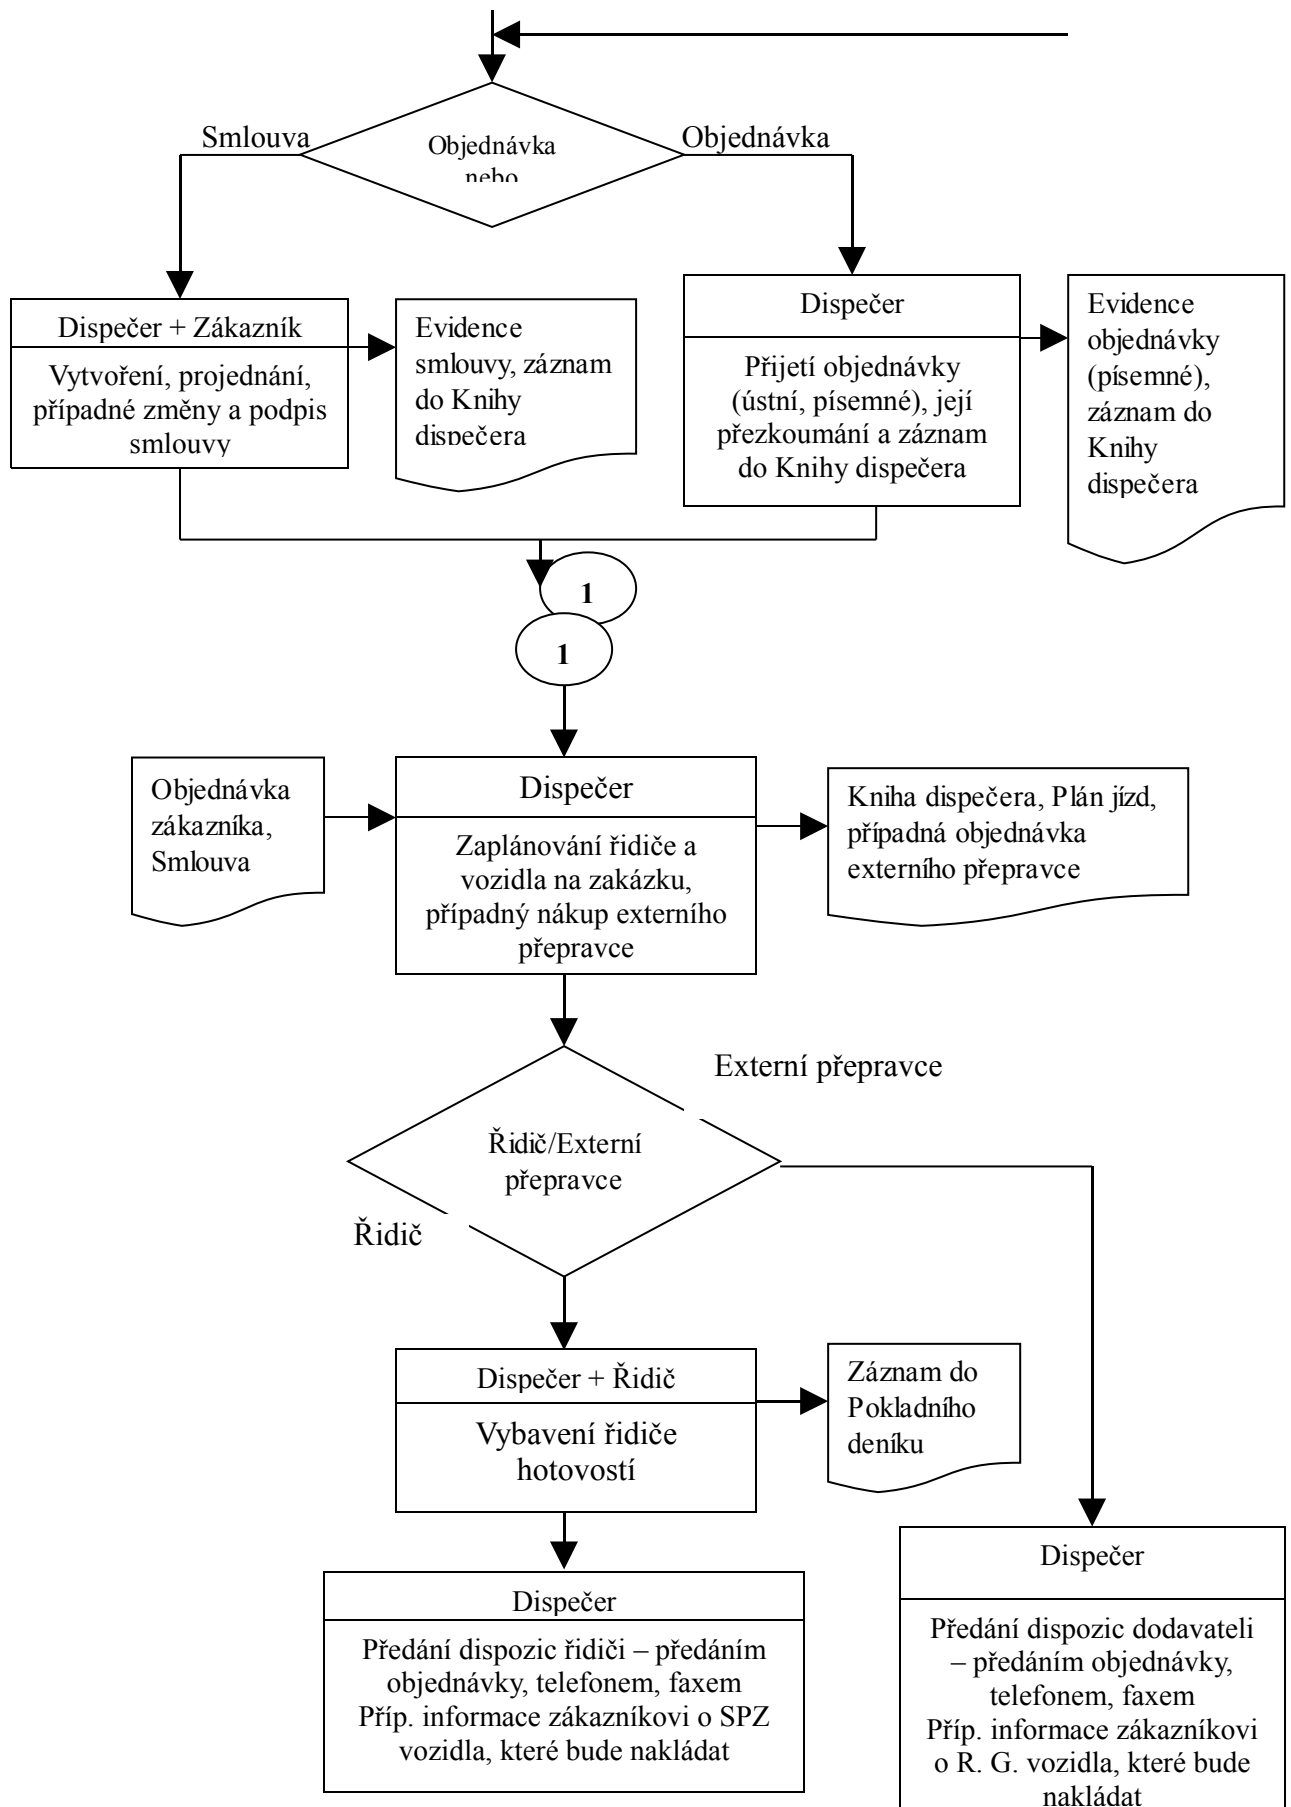 Smlouva
Objednávka
nebo
Objednávka
Dispečer + Zákazník
Vytvoření, projednání,
případné změny a podpis
smlouvy
Evidence
smlouvy, záznam
do Knihy
dispečera
Dispečer
Přijetí objednávky
(ústní, písemné), její
přezkoumání a záznam
do Knihy dispečera
Evidence
objednávky
(písemné),
záznam do
Knihy
dispečera
1
1
Objednávka
zákazníka,
Smlouva
Dispečer
Zaplánování řidiče a
vozidla na zakázku,
případný nákup externího
přepravce
Kniha dispečera, Plán jízd,
případná objednávka
externího přepravce
Externí přepravce
Řidič/Externí
přepravce
Řidič
Dispečer + Řidič
Vybavení řidiče
hotovostí
Záznam do
Pokladního
deníku
Dispečer
Předání dispozic řidiči – předáním
objednávky, telefonem, faxem
Příp. informace zákazníkovi o SPZ
vozidla, které bude nakládat
Dispečer
Předání dispozic dodavateli
– předáním objednávky,
telefonem, faxem
Příp. informace zákazníkovi
o R. G. vozidla, které bude
nakládat